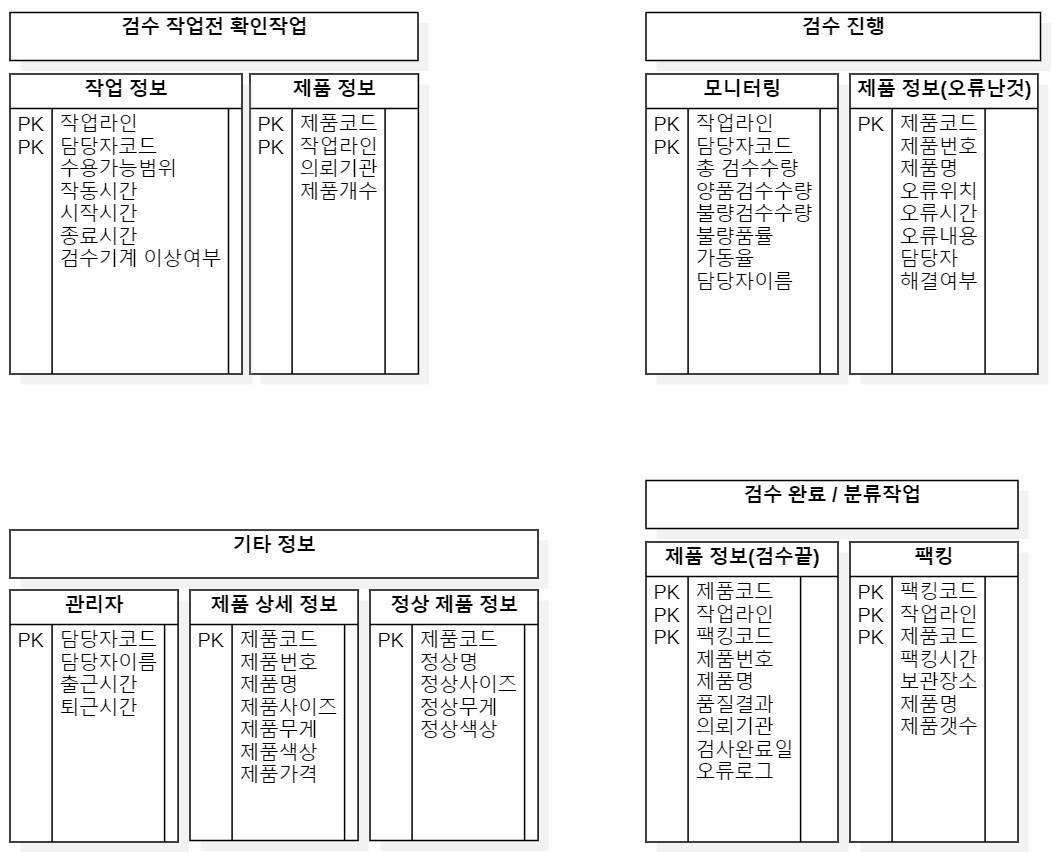 검수 작업전 확인작업
작업 정보
PK 작업라인
PK 담당자코드
수용가능범위
작동시간
시작시간
종료시간
검수기계 이상여부
제품 정보
PK 제품코드
PK 작업라인
의뢰기관
제품개수
검수 진행
모니터링
PK 작업라인
PK 담당자코드
총 검수수량
양품검수수량
불량검수수량
불량품률
가동율
담당자이름
제품 정보(오류난것)
PK 제품코드
제품번호
제품명
오류위치
오류시간
오류내용
담당자
해결여부
기타 정보
관리자
PK 담당자코드
담당자이름
출근시간
퇴근시간
제품 상세 정보
PK 제품코드
제품번호
제품명
제품사이즈
제품무게
제품색상
제품가격
정상 제품 정보
PK 제품코드
정상명
정상사이즈
정상무게
정상색상
검수 완료 / 분류작업
제품 정보(검수끝)
PK 제품코드
PK 작업라인
PK 팩킹코드
제품번호
제품명
품질결과
의뢰기관
검사완료일
오류로그
팩킹
PK 팩킹코드
PK 작업라인
PK 제품코드
팩킹시간
보관장소
제품명
제품갯수